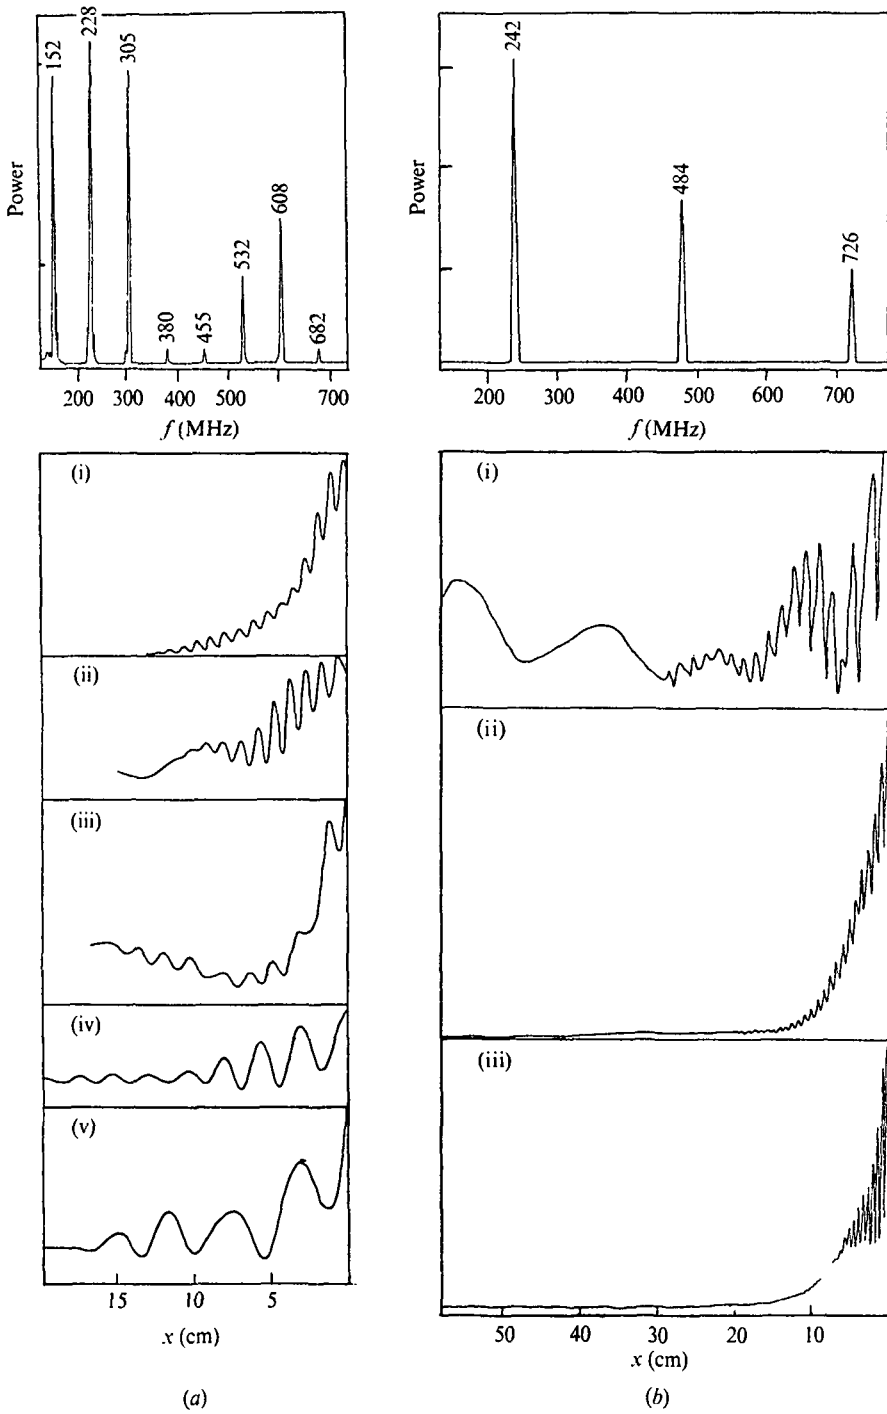 Power
152
228
305
380
455
532
608
682
200 300 400 500 700
f (MHz)
(i)
(ii)
(iii)
(iv)
(v)
15 10 5
x (cm)
(a)
Power
242
484
726
200 300 400 500 600 700
f (MHz)
(i)
(ii)
(iii)
50 40 30 20 10
x (cm)
(b)